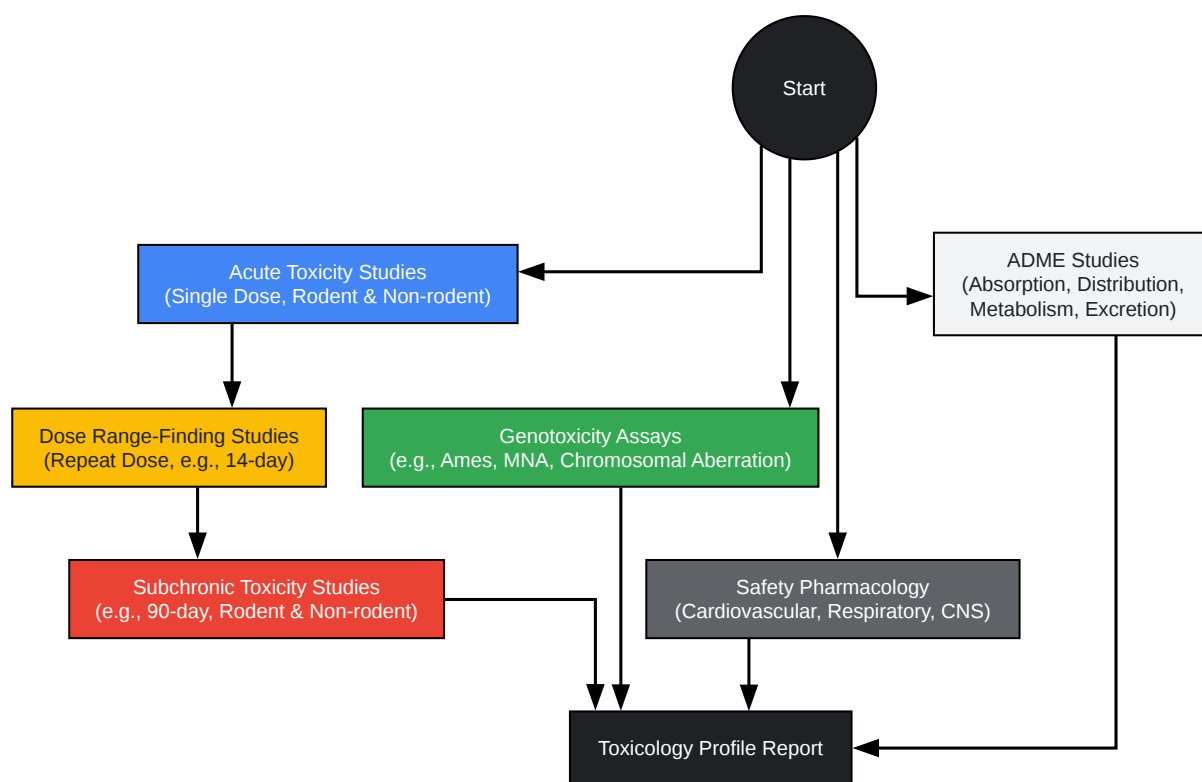 Start
Acute Toxicity Studies
(Single Dose, Rodent & Non-rodent)
ADME Studies
(Absorption, Distribution,
Metabolism, Excretion)
Dose Range-Finding Studies
(Repeat Dose, e.g., 14-day)
Genotoxicity Assays
(e.g., Ames, MNA, Chromosomal Aberration)
Subchronic Toxicity Studies
(e.g., 90-day, Rodent & Non-rodent)
Safety Pharmacology
(Cardiovascular, Respiratory, CNS)
Toxicology Profile Report